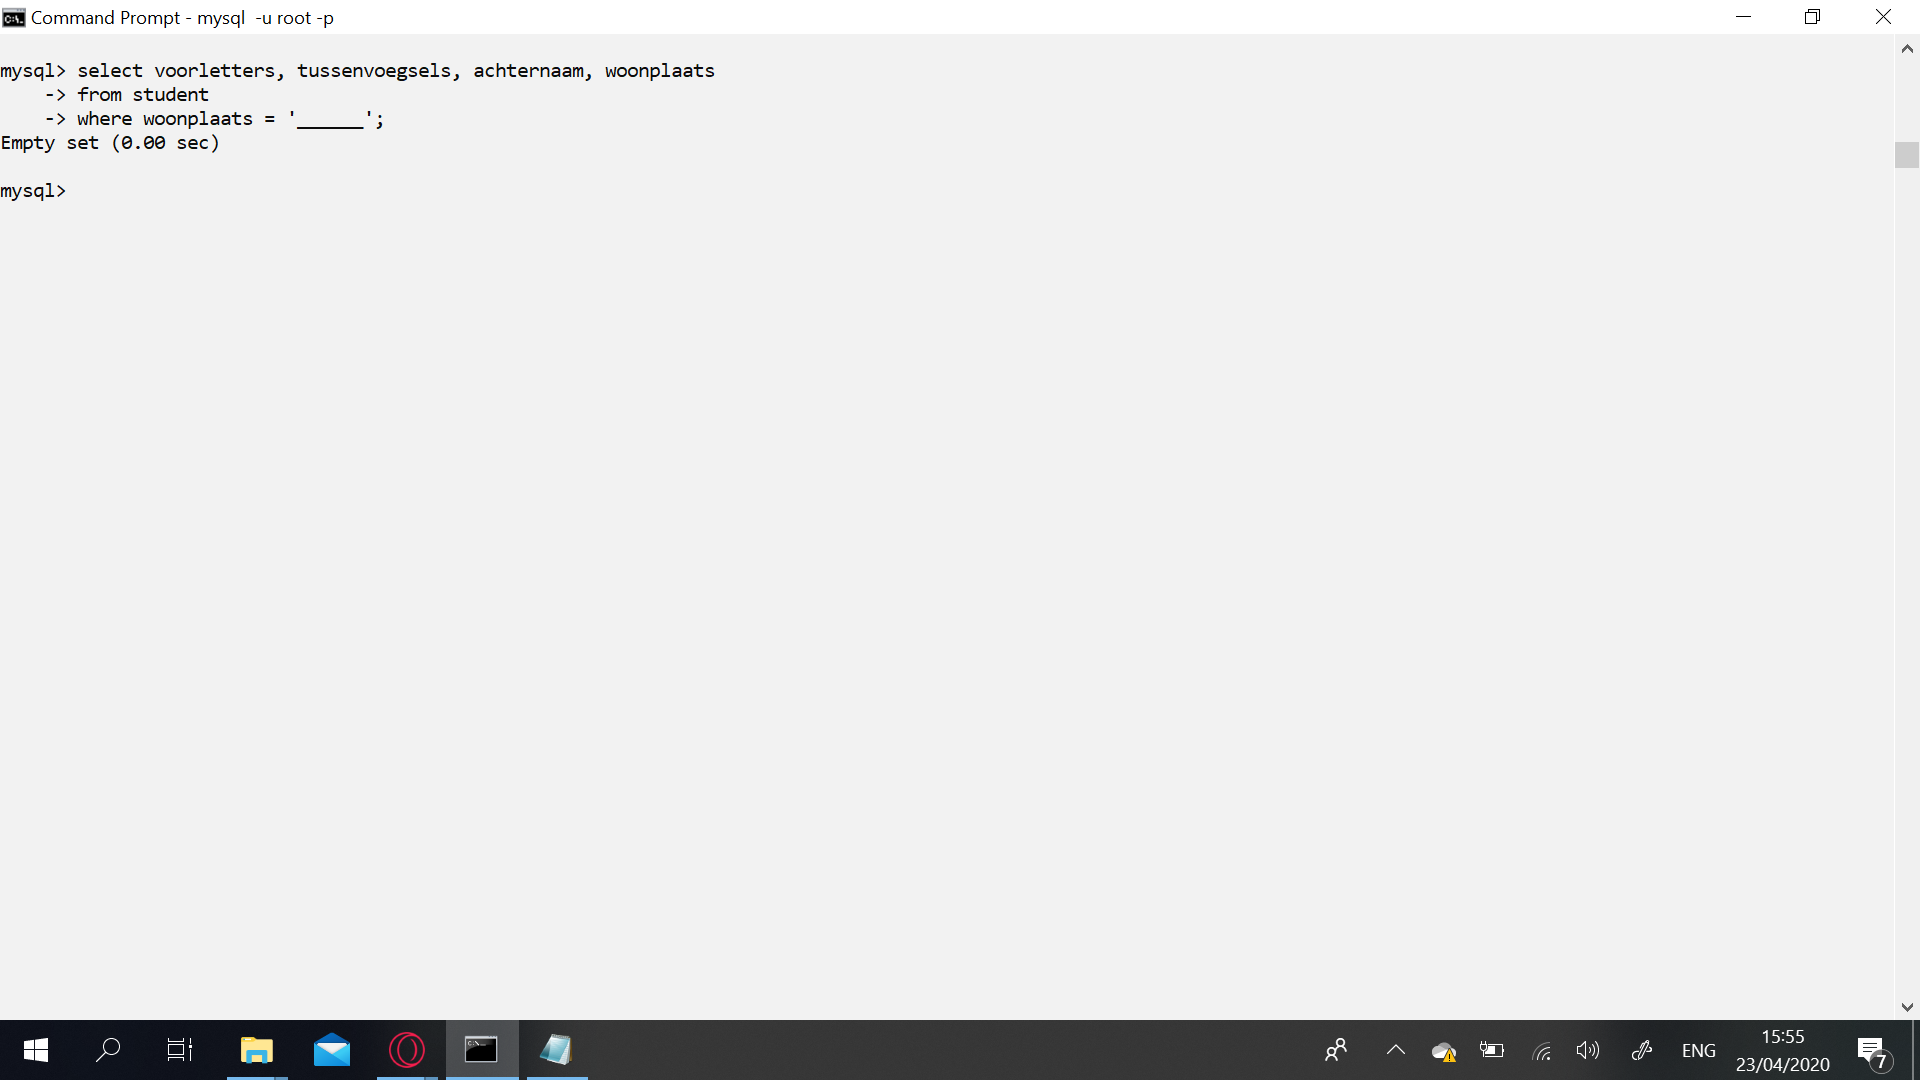 Command Prompt - mysql  -u root -p
mysql> select voorletters, tussenvoegsels, achternaam, woonplaats
    -> from student
    -> where woonplaats = '______';
Empty set (0.00 sec)
mysql>
ENG
15:55
23/04/2020
7